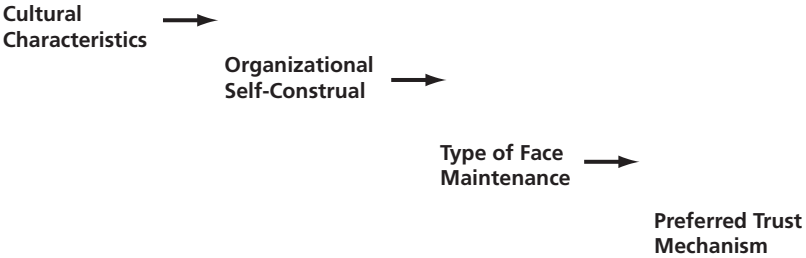 Cultural
Characteristics
Organizational
Self-Construal
Type of Face
Maintenance
Preferred Trust
Mechanism